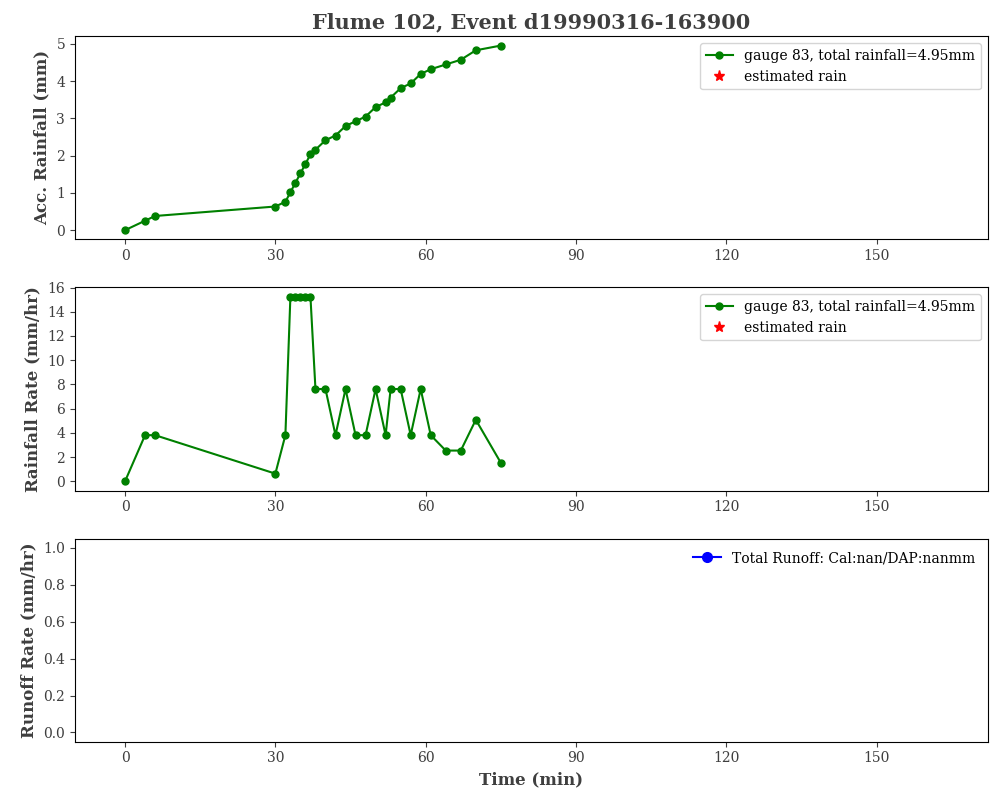 Flume 102, Event d19990316-163900
Acc. Rainfall (mm)
5
4
3
2
1
0
gauge 83, total rainfall=4.95mm
estimated rain
0 30 60 90 120 150
Rainfall Rate (mm/hr)
16
14
12
10
8
6
4
2
0
gauge 83, total rainfall=4.95mm
estimated rain
0 30 60 90 120 150
Runoff Rate (mm/hr)
1.0
0.8
0.6
0.4
0.2
0.0
Total Runoff: Cal:nan/DAP:nanmm
0 30 60 90 120 150
Time (min)